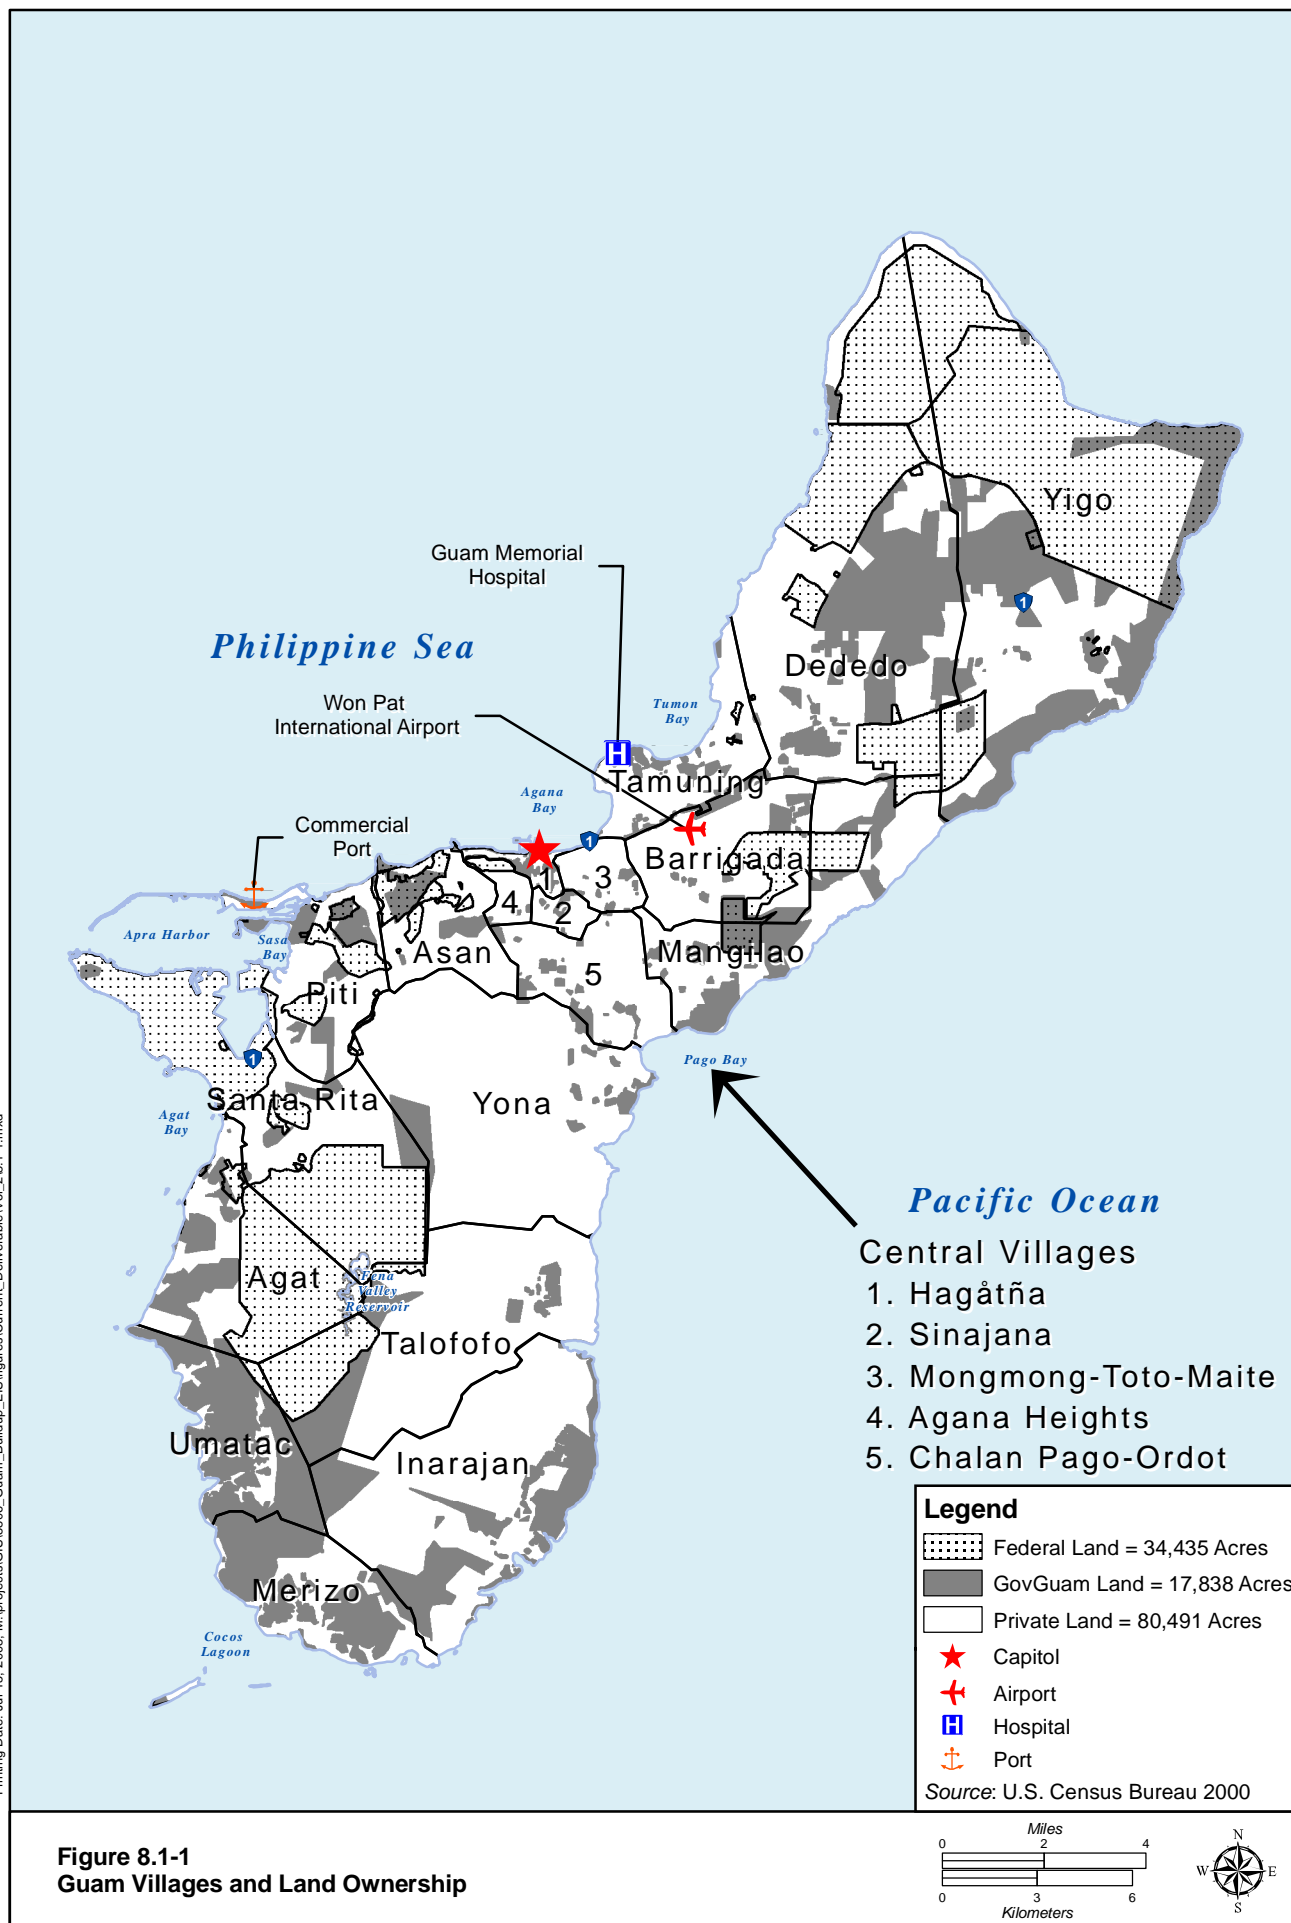 Guam Memorial
Hospital
Philippine Sea
Won Pat
International Airport
Tumon
Bay
Yigo
1
Dededo
Tamuning
Agana
Bay
Commercial
Port
1
Barrigada
1
3
4
2
Apra Harbor
Sasa
Bay
Asan
Mangilao
5
Piti
1
Pago Bay
Santa Rita
Yona
Agat
Bay
Pacific Ocean
Central Villages
1. Hagåtña
2. Sinajana
3. Mongmong-Toto-Maite
4. Agana Heights
5. Chalan Pago-Ordot
Agat
Fena
Valley
Reservoir
Talofofo
Umatac
Inarajan
Merizo
Cocos
Lagoon
Legend
Federal Land = 34,435 Acres
GovGuam Land = 17,838 Acres
Private Land = 80,491 Acres
Capitol
Airport
H
Hospital
Port
Source: U.S. Census Bureau 2000
Figure 8.1-1
Guam Villages and Land Ownership
Miles
0 2 4
0 3 6
Kilometers
N
W E
S
H